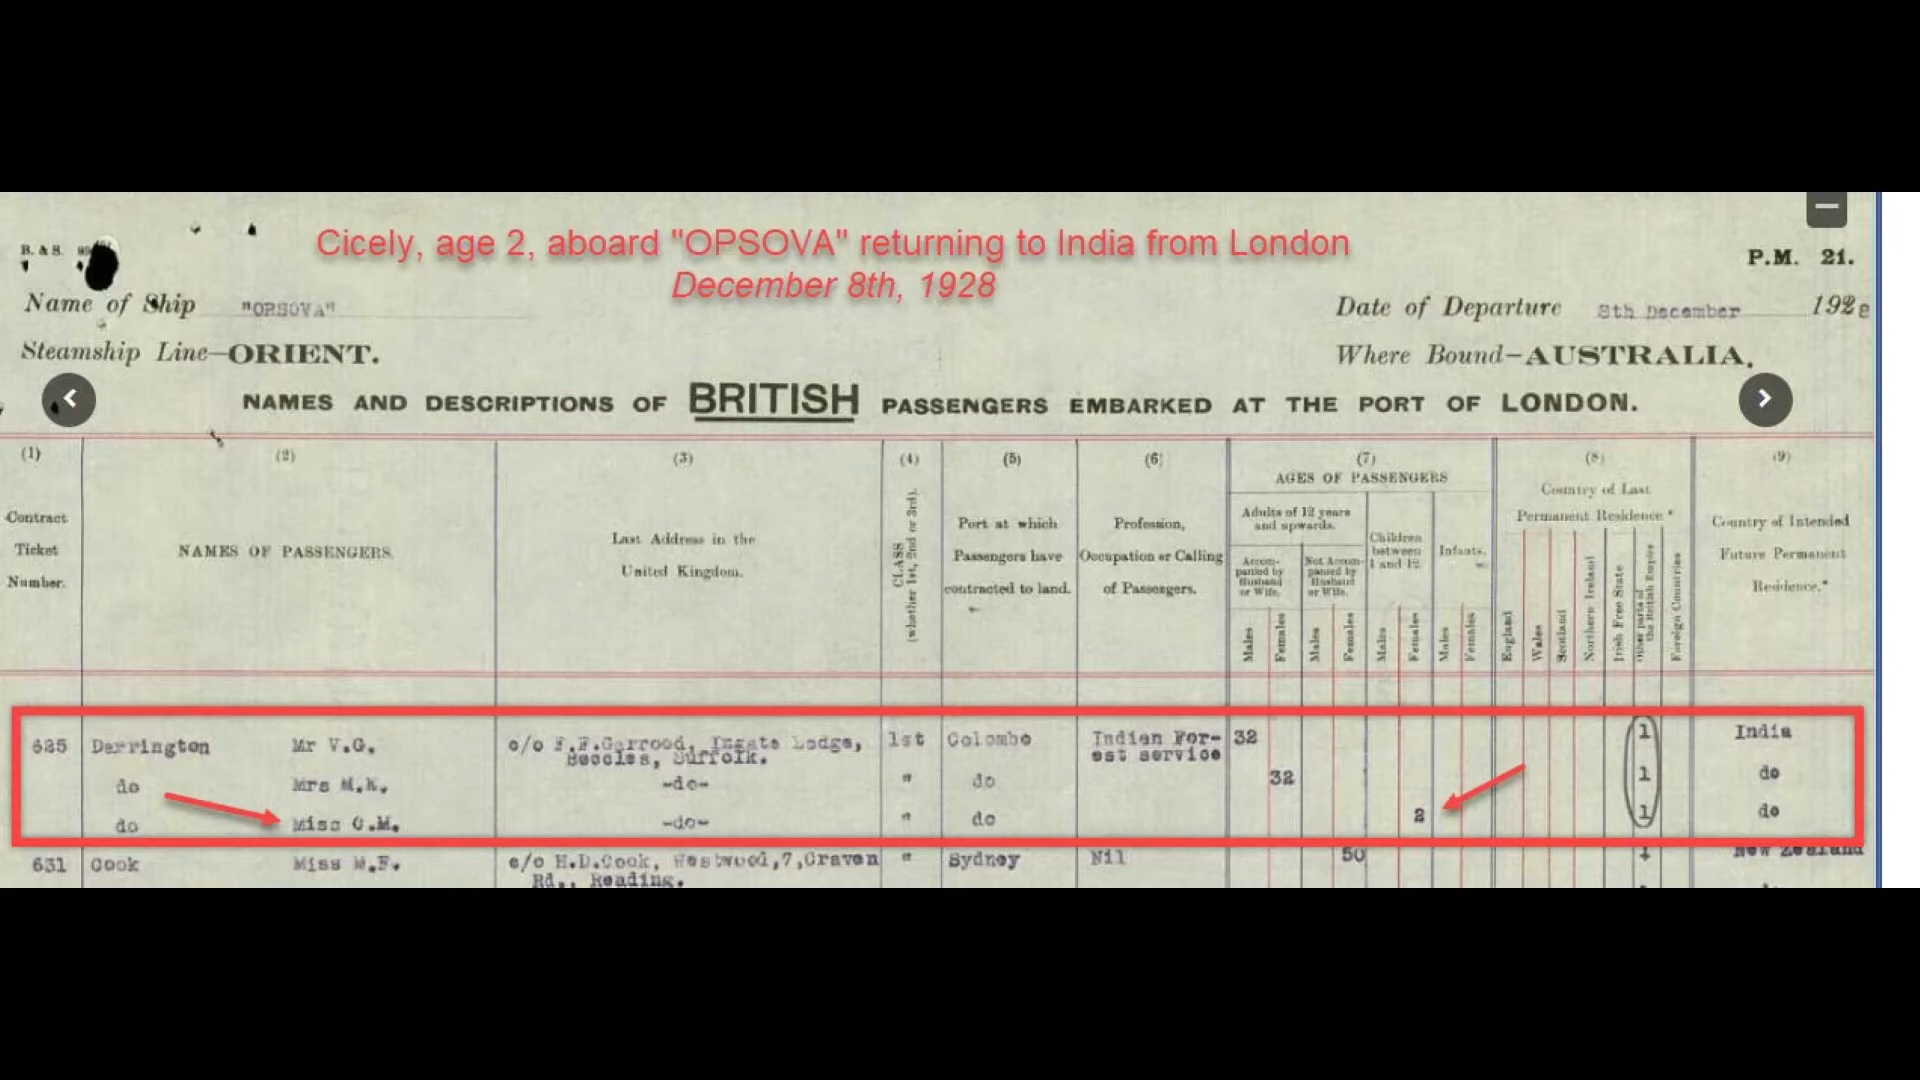 Cicely, age 2, aboard "OPSOVA" returning to India from London
December 8th, 1928
B. & S.
P.M. 21.
Name of Ship "ORSOVA"
Date of Departure 8th December 1928
Steamship Line—ORIENT.
Where Bound—AUSTRALIA.
NAMES AND DESCRIPTIONS OF BRITISH PASSENGERS EMBARKED AT THE PORT OF LONDON.
(1) (2) (3) (4) (5) (6) (7) (8) (9)
Contract Ticket Number.
NAMES OF PASSENGERS.
Last Address in the United Kingdom.
CLASS (whether 1st, 2nd or 3rd).
Port at which Passengers have contracted to land.
Profession, Occupation or Calling of Passengers.
AGES OF PASSENGERS
Adults of 12 years and upwards.
Accompanied by Husband or Wife.
Not Accompanied by Husband or Wife.
Children between 1 and 12.
Infants.
Males Females Males Females Males Females Males Females
Country of Last Permanent Residence *
England Wales Scotland Northern Ireland Irish Free State Other parts of the British Empire Foreign Countries
Country of Intended Future Permanent Residence.*
625 Derrington Mr V.G. c/o F.F.Garrood, Ingate Lodge, 1st Colombo Indian For- 32 1 India
Beccles, Suffolk. est service
do Mrs M.K. -do- " do 32 1 do
do Miss C.M. -do- " do 2 1 do
631 Cook Miss M.F. c/o H.D.Cook, Westwood,7,Craven " Sydney Nil 50 1 New Zealand
Rd., Reading.